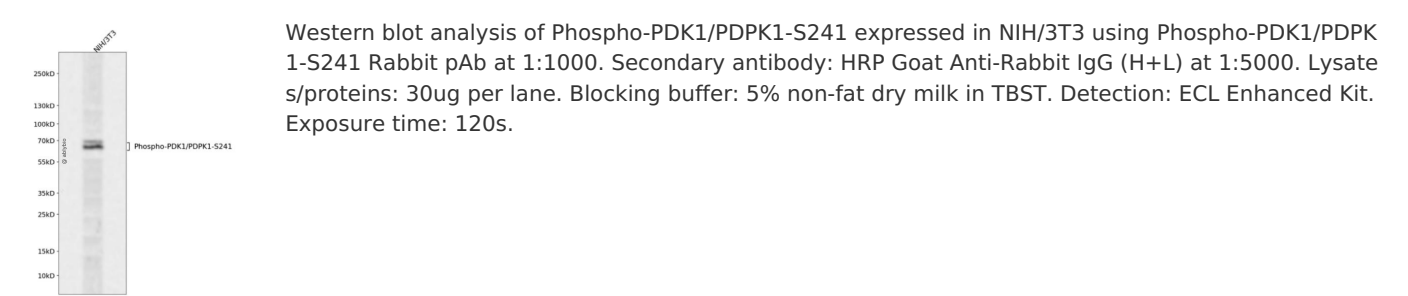 NIH/3T3
250kD
130kD
100kD
70kD
55kD
35kD
25kD
15kD
10kD
@ abybio
Phospho-PDK1/PDPK1-S241
Western blot analysis of Phospho-PDK1/PDPK1-S241 expressed in NIH/3T3 using Phospho-PDK1/PDPK
1-S241 Rabbit pAb at 1:1000. Secondary antibody: HRP Goat Anti-Rabbit IgG (H+L) at 1:5000. Lysate
s/proteins: 30ug per lane. Blocking buffer: 5% non-fat dry milk in TBST. Detection: ECL Enhanced Kit.
Exposure time: 120s.